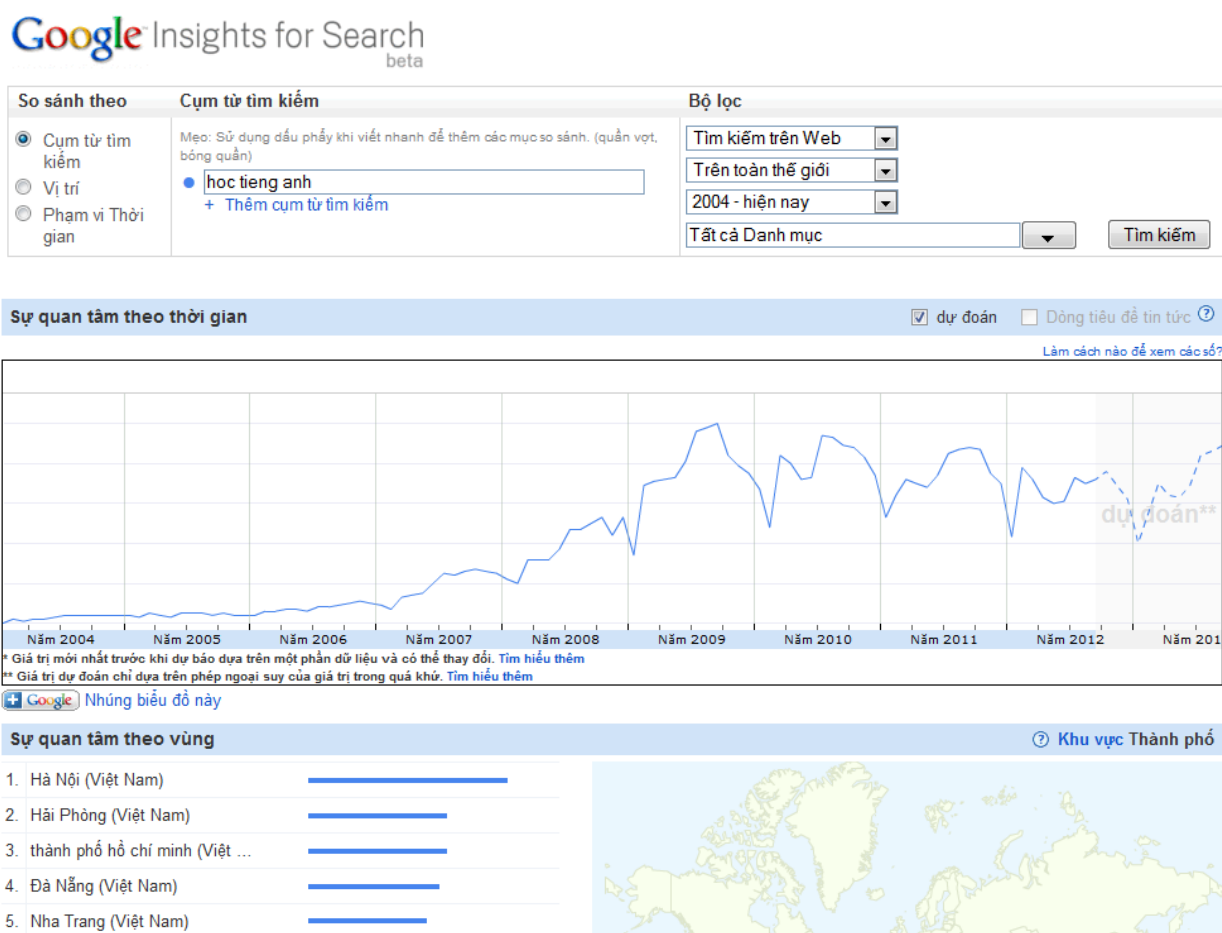 Google Insights for Search
beta
So sánh theo
Cụm từ tìm kiếm
Bộ lọc
Cụm từ tìm
kiếm
Vị trí
Phạm vi Thời
gian
Mẹo: Sử dụng dấu phẩy khi viết nhanh để thêm các mục so sánh. (quần vợt,
bóng quần)
hoc tieng anh
+ Thêm cụm từ tìm kiếm
Tìm kiếm trên Web
Trên toàn thế giới
2004 - hiện nay
Tất cả Danh mục
Tìm kiếm
Sự quan tâm theo thời gian
dự đoán
Dòng tiêu đề tin tức
Làm cách nào để xem các số?
dự đoán**
Năm 2004
Năm 2005
Năm 2006
Năm 2007
Năm 2008
Năm 2009
Năm 2010
Năm 2011
Năm 2012
Năm 201
* Giá trị mới nhất trước khi dự báo dựa trên một phần dữ liệu và có thể thay đổi. Tìm hiểu thêm
** Giá trị dự đoán chỉ dựa trên phép ngoại suy của giá trị trong quá khứ. Tìm hiểu thêm
Google Nhúng biểu đồ này
Sự quan tâm theo vùng
Khu vực Thành phố
1. Hà Nội (Việt Nam)
2. Hải Phòng (Việt Nam)
3. thành phố hồ chí minh (Việt ...
4. Đà Nẵng (Việt Nam)
5. Nha Trang (Việt Nam)